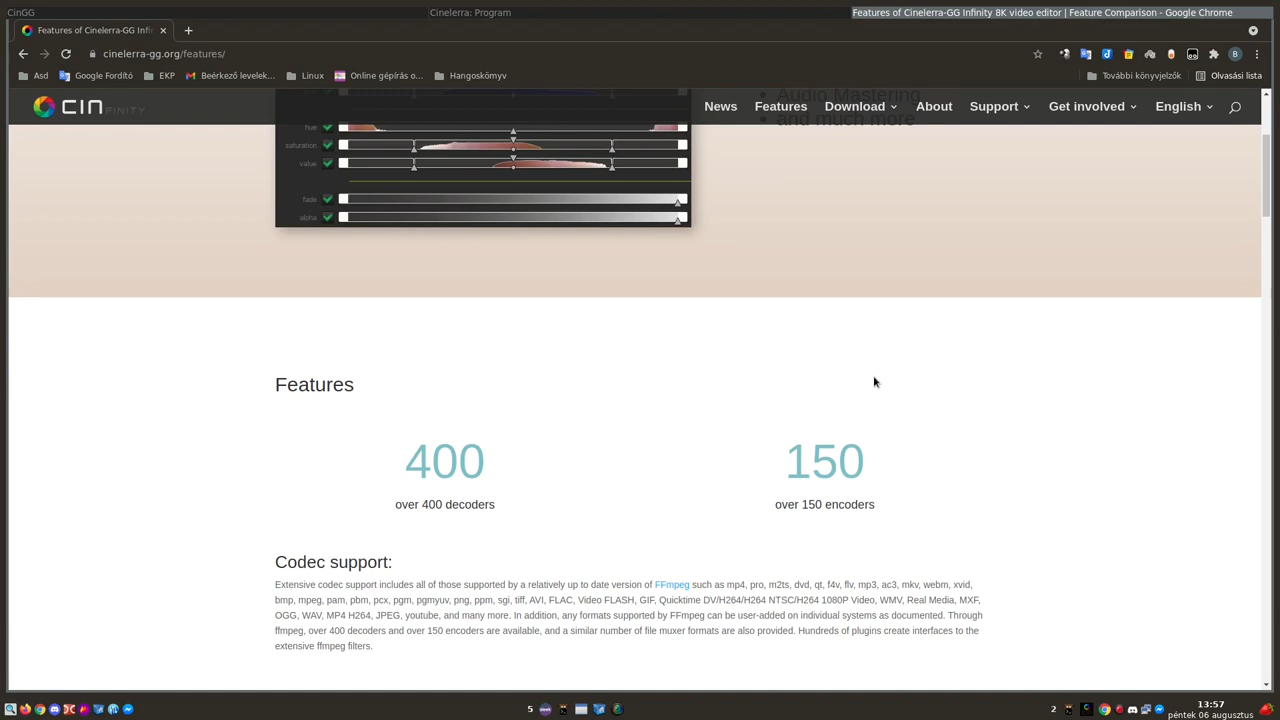 CinGG
Cinelerra: Program
Features of Cinelerra-GG Infinity 8K video editor | Feature Comparison - Google Chrome
Features of Cinelerra-GG Infi
cinelerra-gg.org/features/
B
Asd
Google Fordító
EKP
Beérkező levelek...
Linux
Online gépírás o...
Hangoskönyv
További könyvjelzők
Olvasási lista
CINFINITY
News
Features
Download
About
Support
Get involved
English
Audio Mastering
and much more
hue
saturation
value
fade
alpha
Features
400
150
over 400 decoders
over 150 encoders
Codec support:
Extensive codec support includes all of those supported by a relatively up to date version of FFmpeg such as mp4, pro, m2ts, dvd, qt, f4v, flv, mp3, ac3, mkv, webm, xvid,
bmp, mpeg, pam, pbm, pcx, pgm, pgmyuv, png, ppm, sgi, tiff, AVI, FLAC, Video FLASH, GIF, Quicktime DV/H264/H264 NTSC/H264 1080P Video, WMV, Real Media, MXF,
OGG, WAV, MP4 H264, JPEG, youtube, and many more. In addition, any formats supported by FFmpeg can be user-added on individual systems as documented. Through
ffmpeg, over 400 decoders and over 150 encoders are available, and a similar number of file muxer formats are also provided. Hundreds of plugins create interfaces to the
extensive ffmpeg filters.
5
2
13:57
péntek 06 augusztus